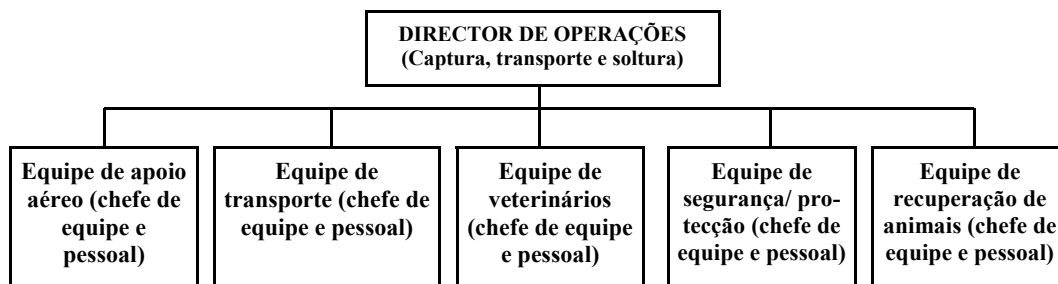 DIRECTOR DE OPERAÇÕES
(Captura, transporte e soltura)
Equipe de apoio
aéreo (chefe de
equipe e
pessoal)
Equipe de
transporte (chefe de
equipe e pessoal)
Equipe de
veterinários
(chefe de equipe
e pessoal)
Equipe de
segurança/ pro-
tecção (chefe de
equipe e pessoal)
Equipe de
recuperação de
animais (chefe de
equipe e pessoal)